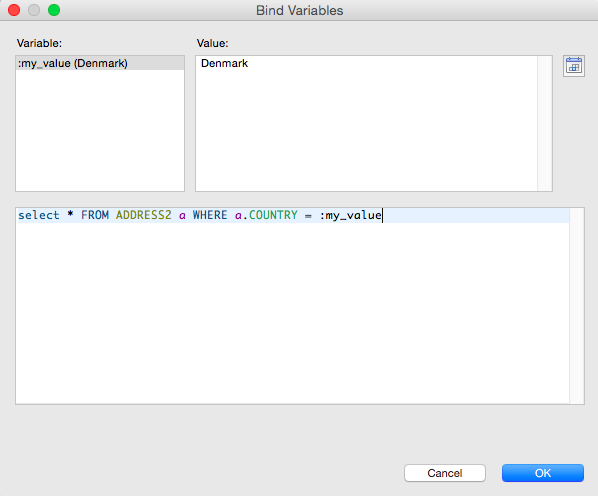 Bind Variables
Variable:
Value:
:my_value (Denmark)
Denmark
select * FROM ADDRESS2 a WHERE a.COUNTRY = :my_value
Cancel
OK